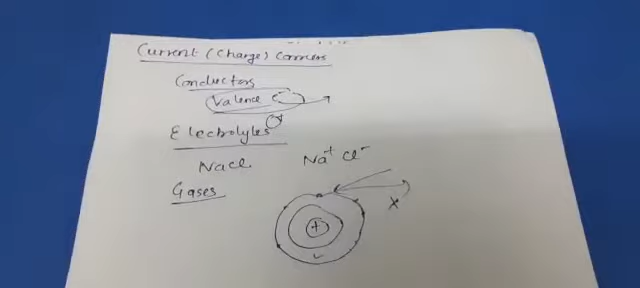 Current (Charge) Carriers
Conductors
Valence e-
Electrolytes
NaCl Na+ Cl-
Gases
+
x